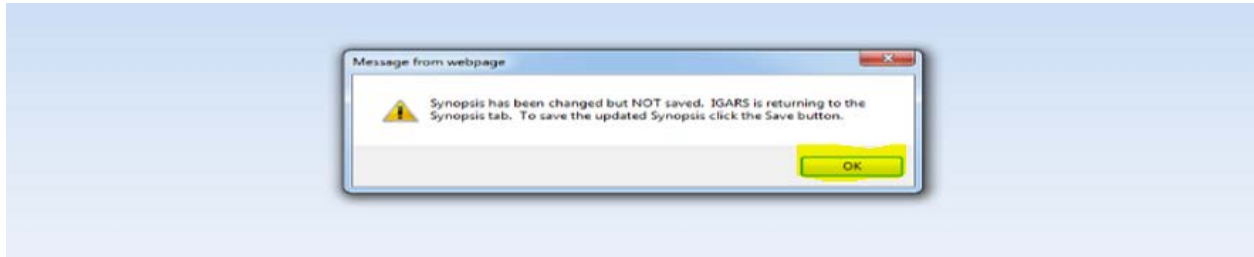 Message from webpage
Synopsis has been changed but NOT saved. IGARS is returning to the
Synopsis tab. To save the updated Synopsis click the Save button.
OK